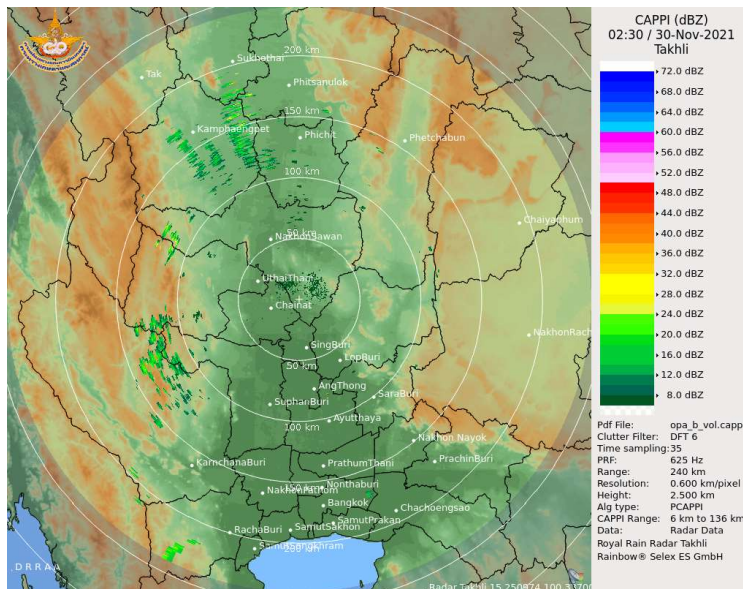 CAPPI (dBZ)
02:30 / 30-Nov-2021
Takhli
72.0 dBZ
68.0 dBZ
64.0 dBZ
60.0 dBZ
56.0 dBZ
52.0 dBZ
48.0 dBZ
44.0 dBZ
40.0 dBZ
36.0 dBZ
32.0 dBZ
28.0 dBZ
24.0 dBZ
20.0 dBZ
16.0 dBZ
12.0 dBZ
8.0 dBZ
Pdf File: opa_b_vol.capp
Clutter Filter: DFT 6
Time sampling:35
PRF: 625 Hz
Range: 240 km
Resolution: 0.600 km/pixel
Height: 2.500 km
Alg type: PCAPPI
CAPPI Range: 6 km to 136 km
Data: Radar Data
Royal Rain Radar Takhli
Rainbow® Selex ES GmbH
200 km
Sukhothai
Tak
Phitsanulok
150 km
Kamphaengpet
Phichit
Phetchabun
100 km
Chaiyaphum
50 km
NakhonSawan
UthaiThani
Chainat
NakhonRach
SingBuri
LopBuri
50 km
AngThong
SaraBuri
SuphanBuri
Ayutthaya
100 km
Nakhon Nayok
KarnchanaBuri
PrathumThani
PrachinBuri
150 km
Nonthaburi
NakhonPathom
Bangkok
Chachoengsao
SamutPrakan
RachaBuri
SamutSakhon
SamutSongkhram
200 km
.DRRAA